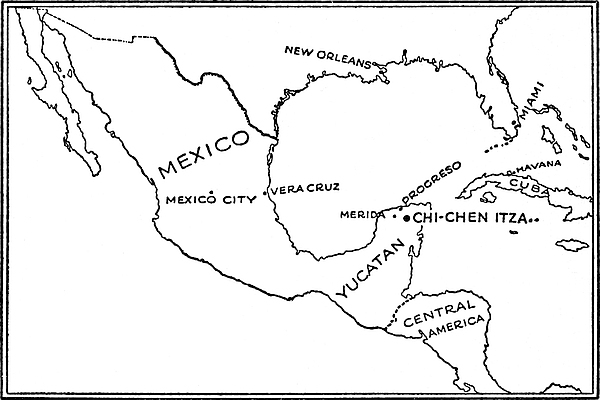 NEW ORLEANS
MIAMI
MEXICO
HAVANA
CUBA
PROGRESO
MEXICO CITY
VERA CRUZ
MERIDA
CHI-CHEN ITZA
YUCATAN
CENTRAL
AMERICA